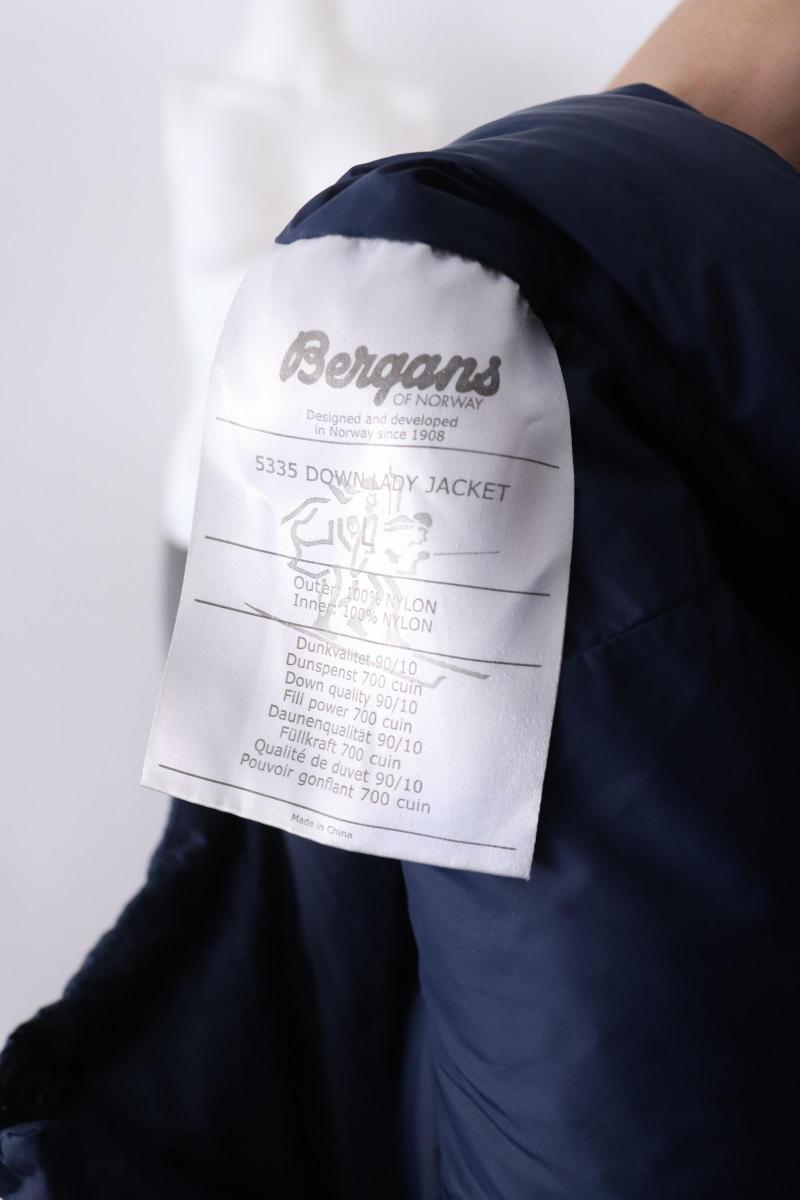 Bergans
OF NORWAY
Designed and developed
in Norway since 1908
5335 DOWN LADY JACKET
Outer: 100% NYLON
Inner: 100% NYLON
Dunkvalitet 90/10
Dunspenst 700 cuin
Down quality 90/10
Fill power 700 cuin
Daunenqualität 90/10
Füllkraft 700 cuin
Qualité de duvet 90/10
Pouvoir gonflant 700 cuin
Made in China